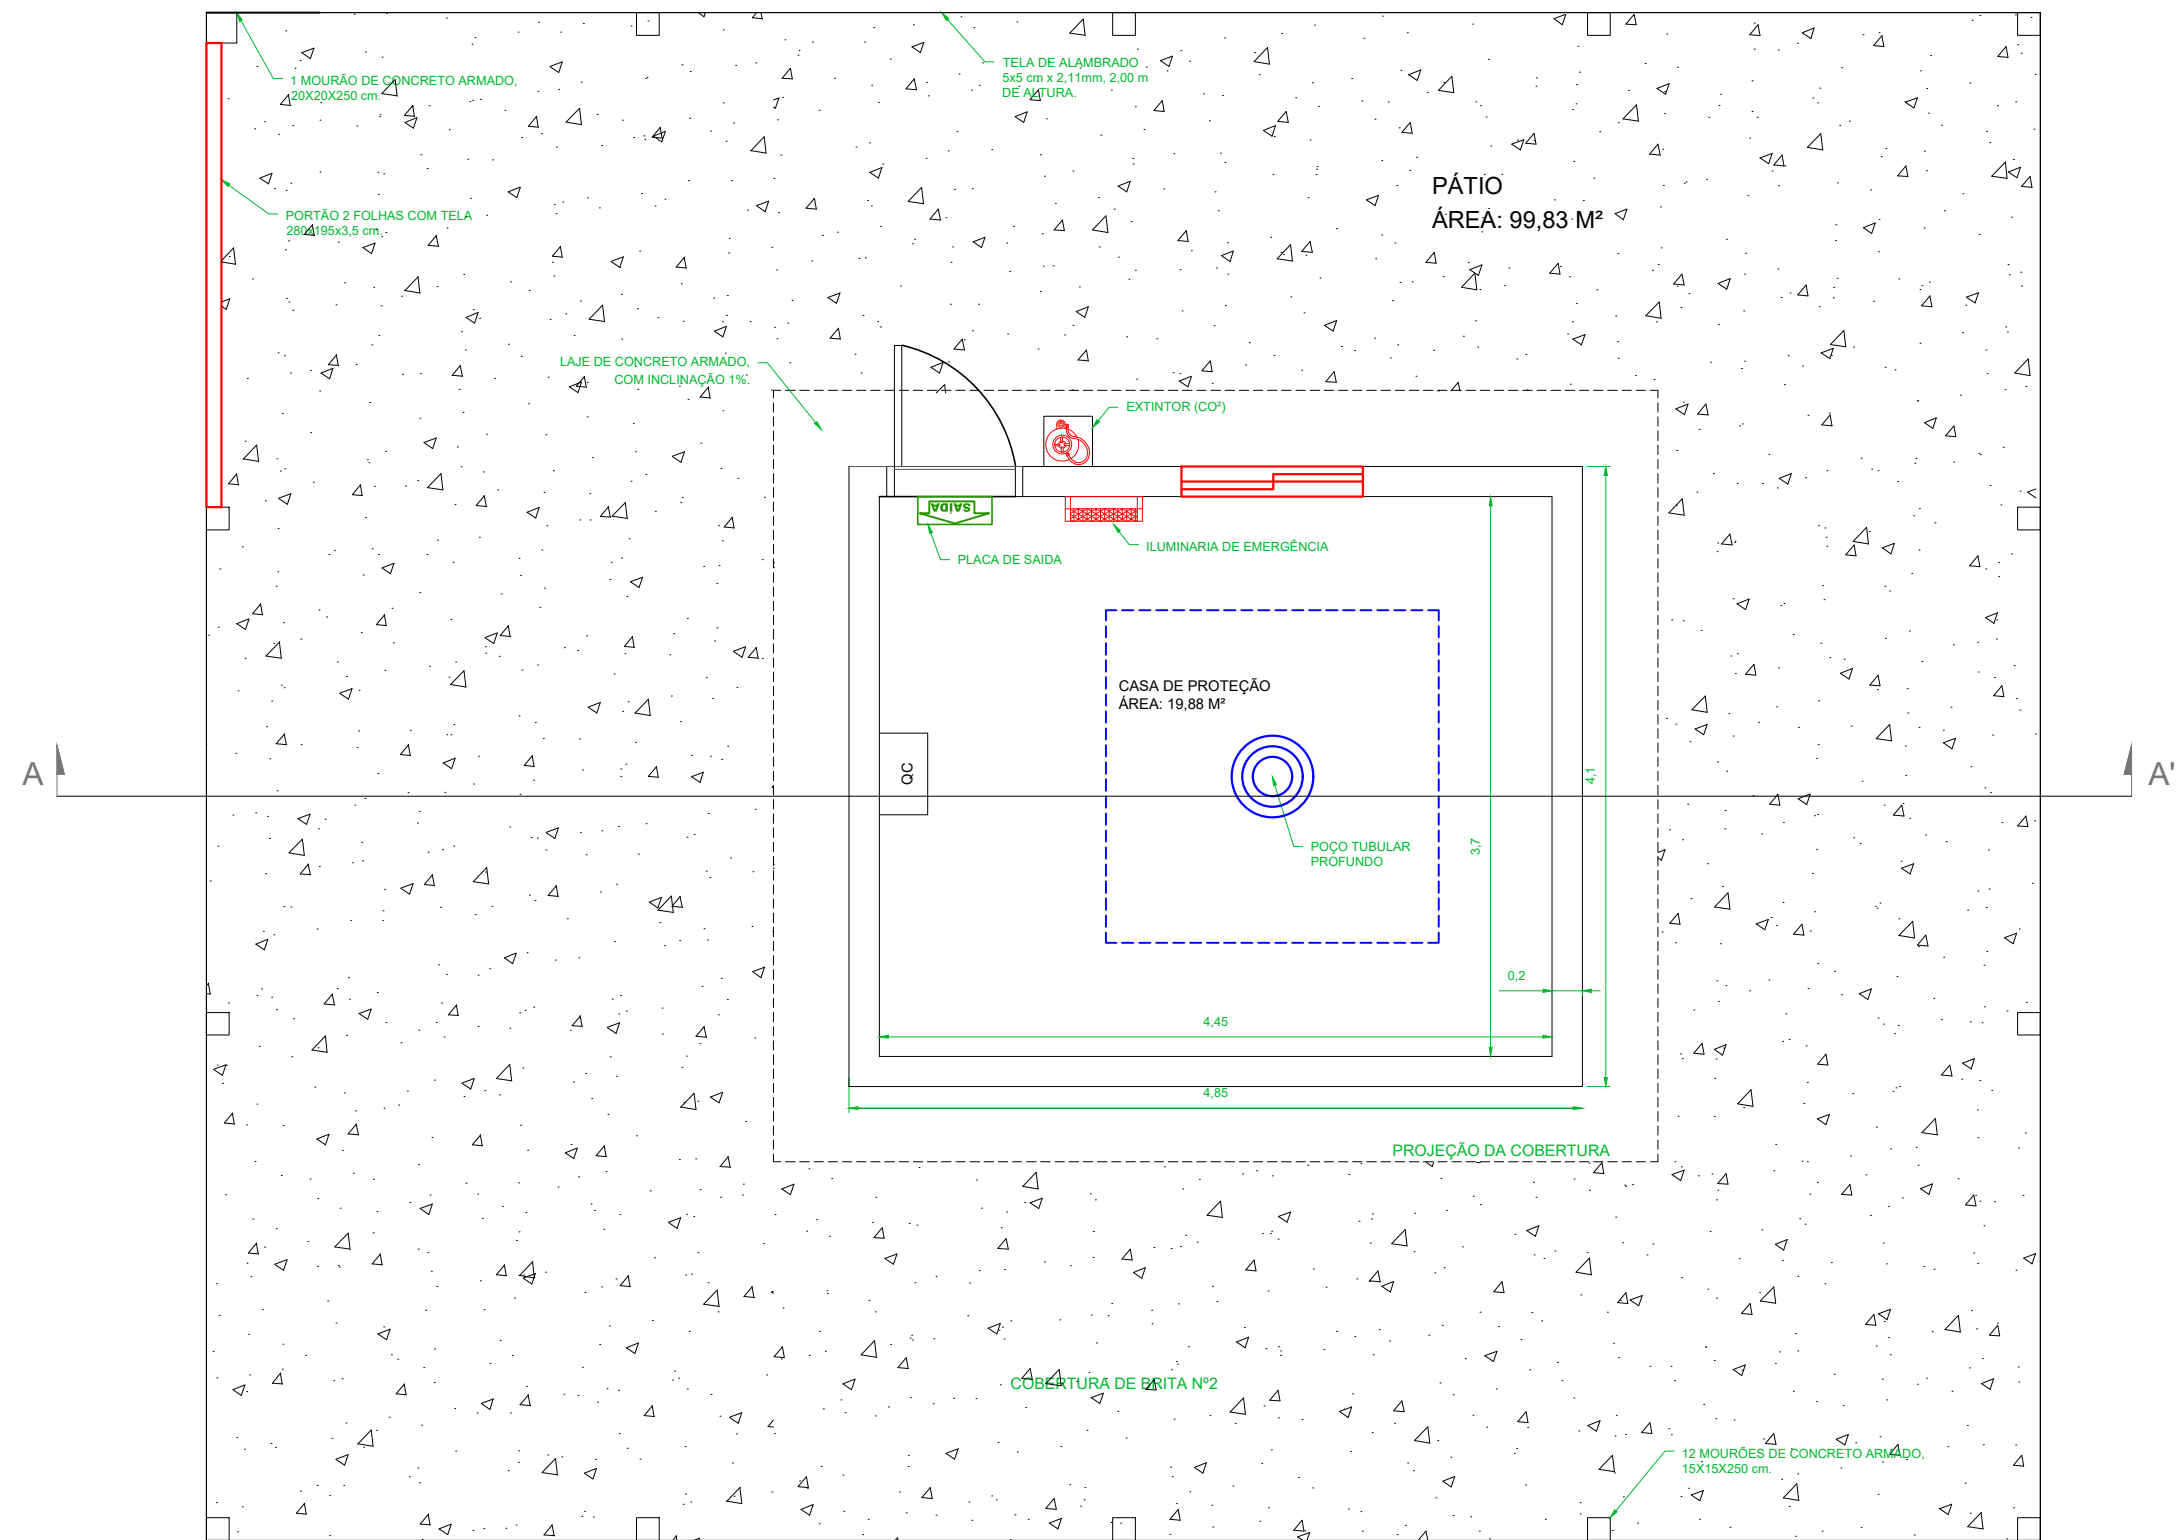 1 MOURÃO DE CONCRETO ARMADO,
20X20X250 cm.
TELA DE ALAMBRADO
5x5 cm x 2,11mm, 2,00 m
DE ALTURA.
PÁTIO
ÁREA: 99,83 M²
PORTÃO 2 FOLHAS COM TELA
280x195x3,5 cm.
LAJE DE CONCRETO ARMADO,
COM INCLINAÇÃO 1%.
EXTINTOR (CO²)
SAÍDA
PLACA DE SAIDA
ILUMINARIA DE EMERGÊNCIA
CASA DE PROTEÇÃO
ÁREA: 19,88 M²
A
QC
A'
4,1
3,7
POÇO TUBULAR
PROFUNDO
0,2
4,45
4,85
PROJEÇÃO DA COBERTURA
COBERTURA DE BRITA Nº2
12 MOURÕES DE CONCRETO ARMADO,
15X15X250 cm.